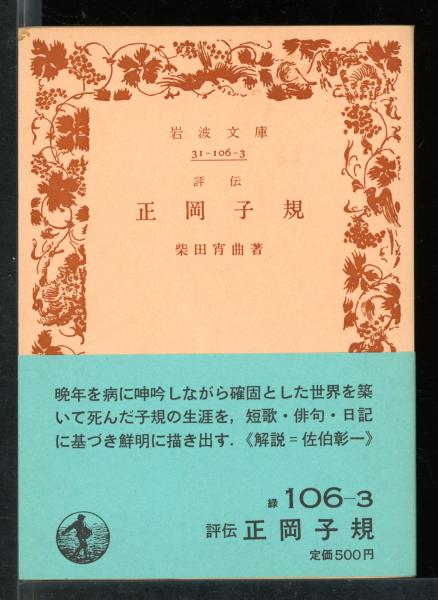 岩波文庫
31-106-3
評伝
正岡子規
柴田宵曲著
晩年を病に呻吟しながら確固とした世界を築
いて死んだ子規の生涯を，短歌・俳句・日記
に基づき鮮明に描き出す．《解説＝佐伯彰一》
緑 106-3
評伝 正岡子規
定価500円